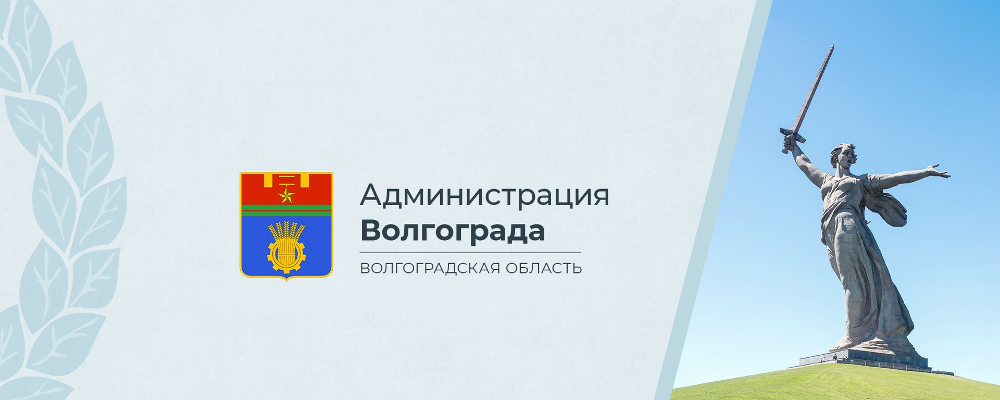 Администрация
Волгограда
ВОЛГОГРАДСКАЯ ОБЛАСТЬ